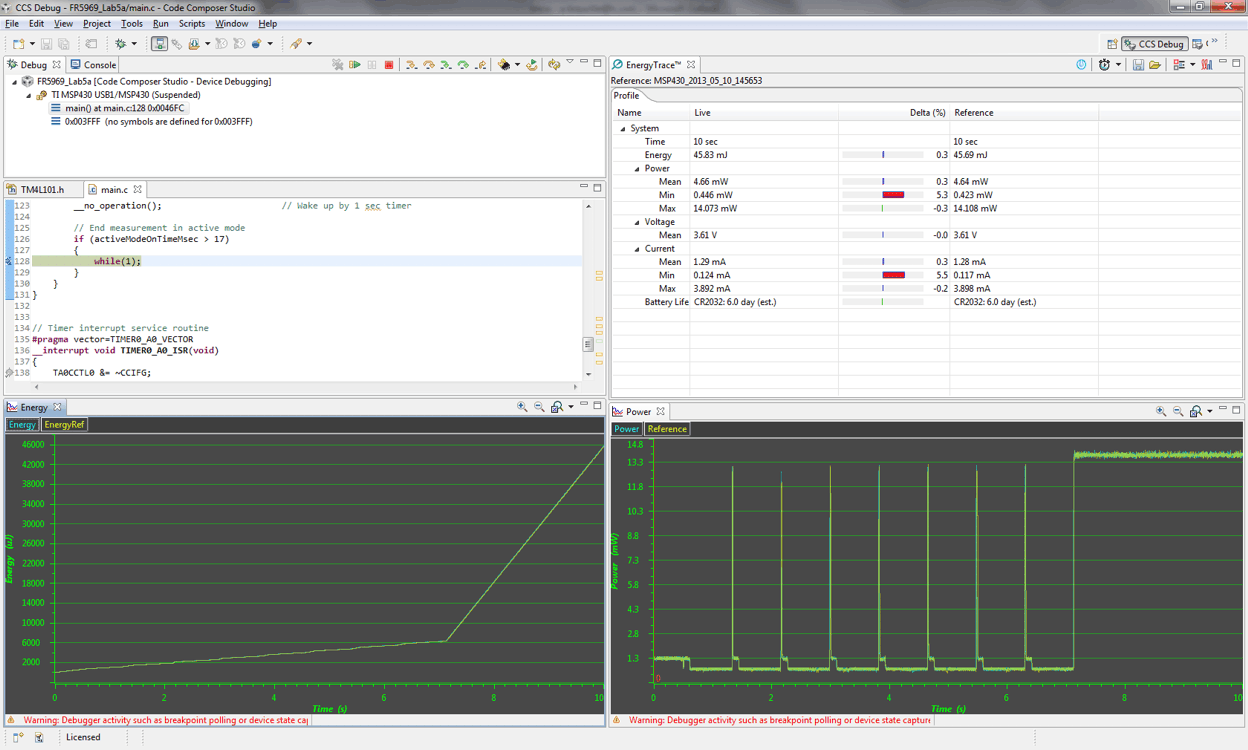 CCS Debug - FR5969_Lab5a/main.c - Code Composer Studio
File Edit View Project Tools Run Scripts Window Help
CCS Debug
Debug Console
FR5969_Lab5a [Code Composer Studio - Device Debugging]
TI MSP430 USB1/MSP430 (Suspended)
main() at main.c:128 0x0046FC
0x003FFF (no symbols are defined for 0x003FFF)
EnergyTrace™
Reference: MSP430_2013_05_10_145653
Profile
Name Live Delta (%) Reference
System
Time 10 sec 10 sec
Energy 45.83 mJ 0.3 45.69 mJ
Power
Mean 4.66 mW 0.3 4.64 mW
Min 0.446 mW 5.3 0.423 mW
Max 14.073 mW -0.3 14.108 mW
Voltage
Mean 3.61 V -0.0 3.61 V
Current
Mean 1.29 mA 0.3 1.28 mA
Min 0.124 mA 5.5 0.117 mA
Max 3.892 mA -0.2 3.898 mA
Battery Life CR2032: 6.0 day (est.) CR2032: 6.0 day (est.)
TM4L101.h main.c
123 __no_operation(); // Wake up by 1 sec timer
124
125 // End measurement in active mode
126 if (activeModeOnTimeMsec > 17)
127 {
128 while(1);
129 }
130 }
131 }
132
133
134 // Timer interrupt service routine
135 #pragma vector=TIMER0_A0_VECTOR
136 __interrupt void TIMER0_A0_ISR(void)
137 {
138 TA0CCTL0 &= ~CCIFG;
Energy
Energy EnergyRef
46000
42000
38000
34000
30000
26000
22000
18000
14000
10000
6000
2000
Energy (uJ)
0 2 4 6 8 10
Time (s)
Warning: Debugger activity such as breakpoint polling or device state cap
Power
Power Reference
14.8
13.3
11.8
10.3
8.8
7.3
5.8
4.3
2.8
1.3
0
Power (mW)
0 2 4 6 8 10
Time (s)
Warning: Debugger activity such as breakpoint polling or device state capture
Licensed